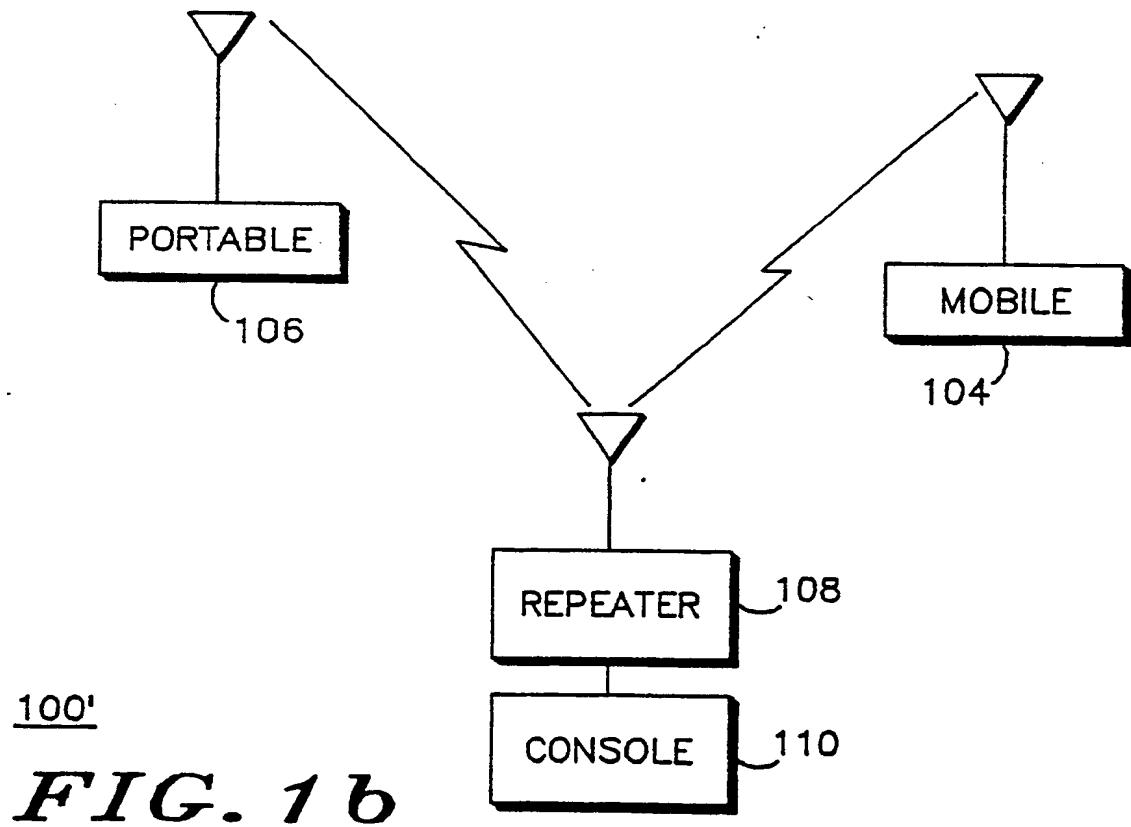 PORTABLE
106
MOBILE
104
REPEATER
108
CONSOLE
110
100'
FIG. 1b